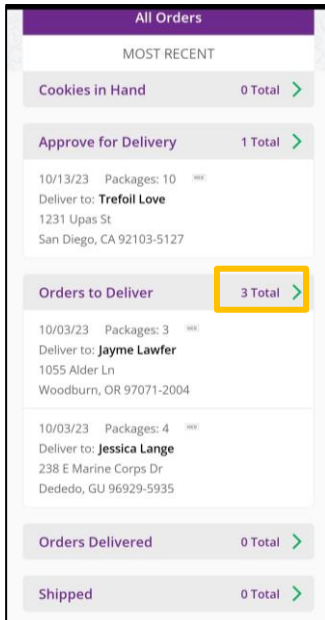 All Orders
MOST RECENT
Cookies in Hand 0 Total
Approve for Delivery 1 Total
10/13/23 Packages: 10
Deliver to: Trefoil Love
1231 Upas St
San Diego, CA 92103-5127
Orders to Deliver 3 Total
10/03/23 Packages: 3
Deliver to: Jayme Lawfer
1055 Alder Ln
Woodburn, OR 97071-2004
10/03/23 Packages: 4
Deliver to: Jessica Lange
238 E Marine Corps Dr
Dededo, GU 96929-5935
Orders Delivered 0 Total
Shipped 0 Total